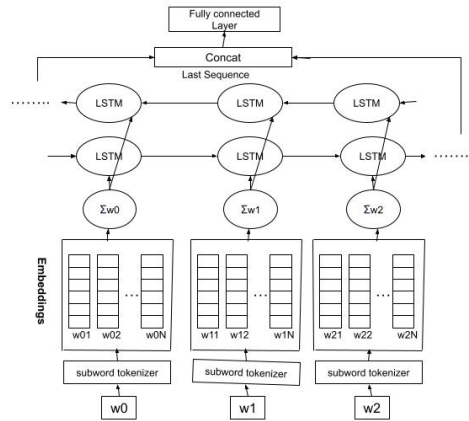 Fully connected
Layer
Concat
Last Sequence
LSTM LSTM LSTM
LSTM LSTM LSTM
Σw0 Σw1 Σw2
Embeddings
w01 w02 w0N w11 w12 w1N w21 w22 w2N
subword tokenizer subword tokenizer subword tokenizer
w0 w1 w2